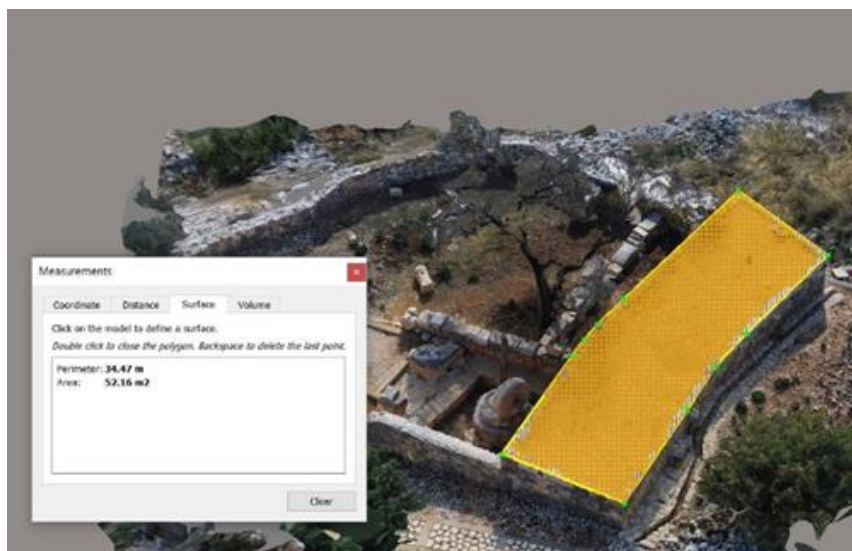 Measurements
Coordinate Distance Surface Volume
Click on the model to define a surface.
Double click to close the polygon. Backspace to delete the last point.
Perimeter: 34.47 m
Area: 52.16 m2
Clear